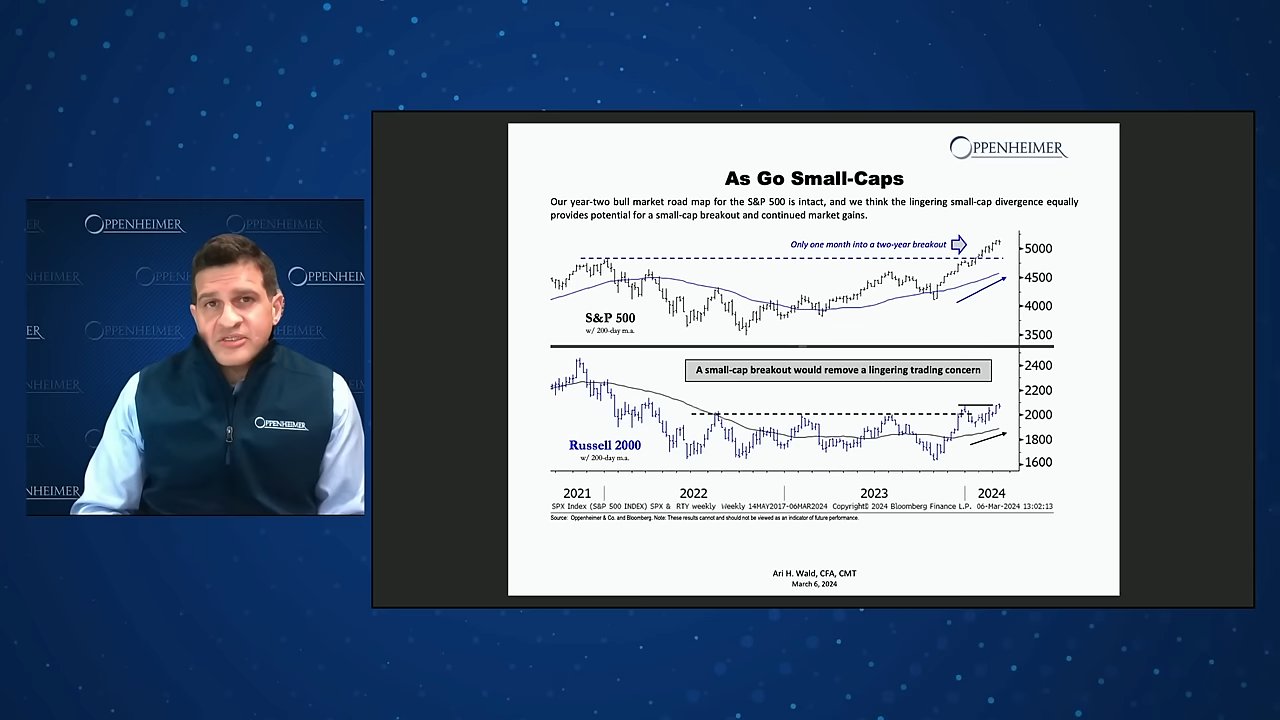 OPPENHEIMER
OPPENHEIMER
OPPENHEIMER
OPPENHEIM
OPPENHEIMER
NHEIMER
NHEIMER
OPPENHEIMER
As Go Small-Caps
Our year-two bull market road map for the S&P 500 is intact, and we think the lingering small-cap divergence equally
provides potential for a small-cap breakout and continued market gains.
Only one month into a two-year breakout
5000
4500
4000
3500
S&P 500
w/ 200-day m.a.
A small-cap breakout would remove a lingering trading concern
2400
2200
2000
1800
1600
Russell 2000
w/ 200-day m.a.
2021 2022 2023 2024
SPX Index (S&P 500 INDEX) SPX & RTY weekly Weekly 14MAY2017-06MAR2024 Copyright© 2024 Bloomberg Finance L.P. 06-Mar-2024 13:02:13
Source: Oppenheimer & Co. and Bloomberg. Note: These results cannot and should not be viewed as an indicator of future performance.
Ari H. Wald, CFA, CMT
March 6, 2024